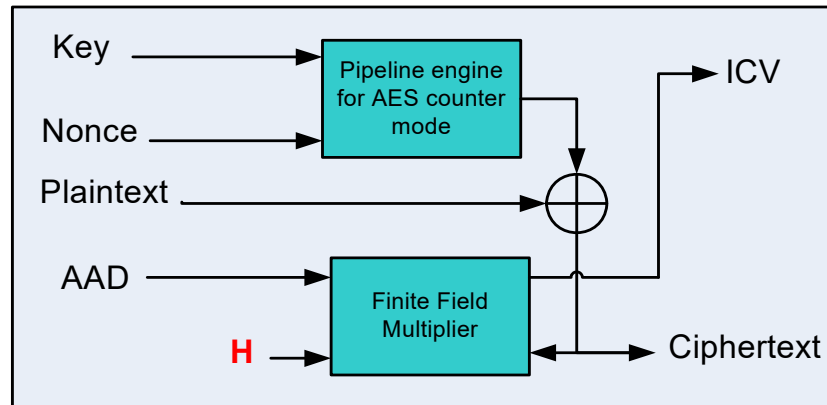 Key
Pipeline engine
for AES counter
mode
ICV
Nonce
Plaintext
AAD
Finite Field
Multiplier
H
Ciphertext